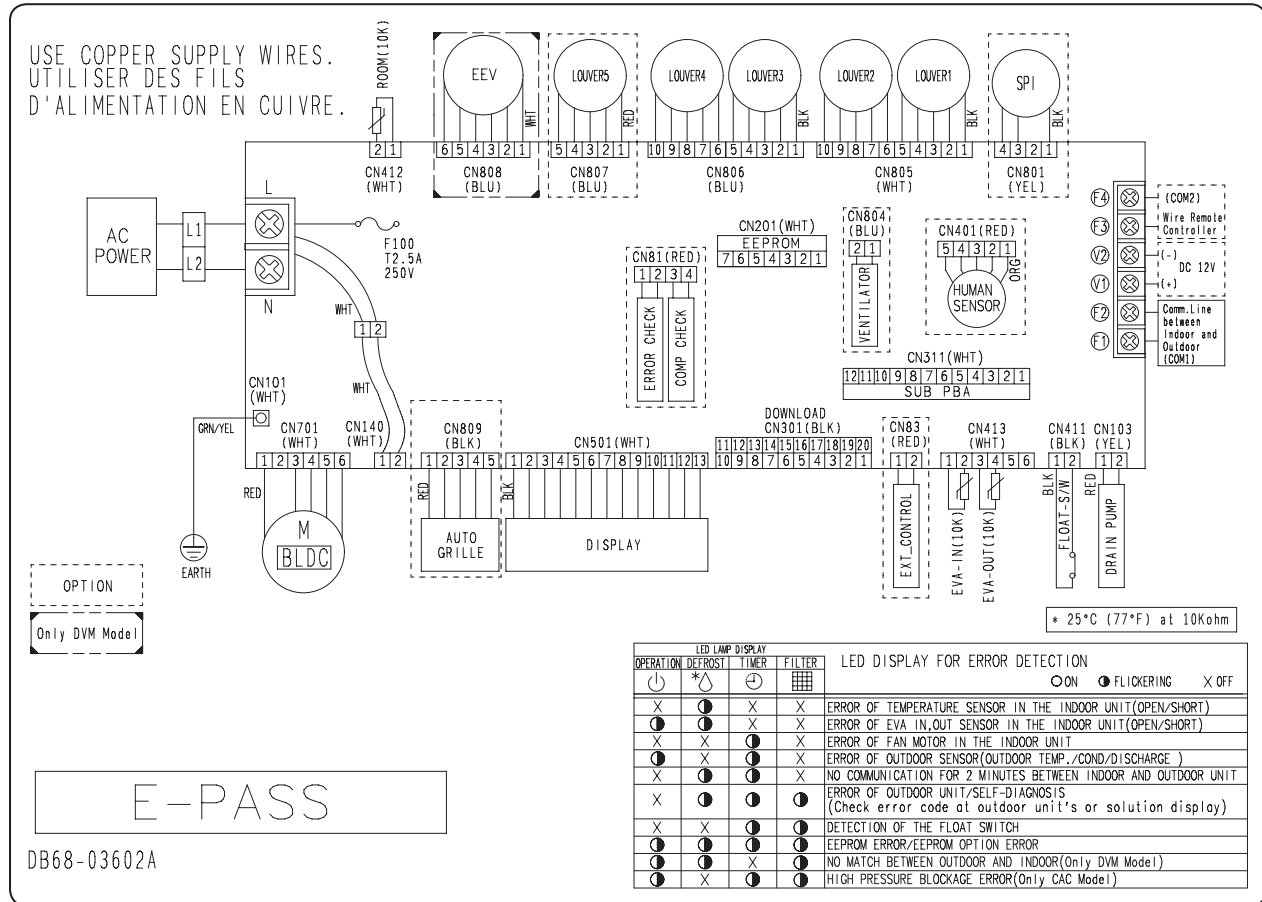 USE COPPER SUPPLY WIRES.
UTILISER DES FILS
D'ALIMENTATION EN CUIVRE.
ROOM(10K)
2 1
CN412
(WHT)
EEV
WHT
6 5 4 3 2 1
CN808
(BLU)
LOUVER5
RED
5 4 3 2 1
CN807
(BLU)
LOUVER4
LOUVER3
BLK
10 9 8 7 6 5 4 3 2 1
CN806
(BLU)
LOUVER2
LOUVER1
BLK
10 9 8 7 6 5 4 3 2 1
CN805
(WHT)
SPI
BLK
4 3 2 1
CN801
(YEL)
AC
POWER
L1
L2
L
N
F100
T2.5A
250V
WHT
1 2
WHT
CN81(RED)
1 2 3 4
ERROR CHECK
COMP CHECK
CN201(WHT)
EEPROM
7 6 5 4 3 2 1
CN804
(BLU)
2 1
VENTILATOR
CN401(RED)
5 4 3 2 1
ORG
HUMAN
SENSOR
CN311(WHT)
12 11 10 9 8 7 6 5 4 3 2 1
SUB PBA
F4
(COM2)
F3
Wire Remote
Controller
V2
(-)
DC 12V
V1
(+)
F2
F1
Comm.Line
between
Indoor and
Outdoor
(COM1)
CN101
(WHT)
GRN/YEL
EARTH
CN701
(WHT)
1 2 3 4 5 6
RED
M
BLDC
CN140
(WHT)
1 2
CN809
(BLK)
1 2 3 4 5
RED
AUTO
GRILLE
CN501(WHT)
1 2 3 4 5 6 7 8 9 10 11 12 13
BLK
DISPLAY
DOWNLOAD
CN301(BLK)
11 12 13 14 15 16 17 18 19 20
10 9 8 7 6 5 4 3 2 1
CN83
(RED)
1 2
EXT_CONTROL
CN413
(WHT)
1 2 3 4 5 6
EVA-IN(10K)
EVA-OUT(10K)
CN411
(BLK)
1 2
BLK
FLOAT-S/W
CN103
(YEL)
1 2
RED
DRAIN PUMP
OPTION
Only DVM Model
* 25°C (77°F) at 10Kohm
LED LAMP DISPLAY
OPERATION DEFROST TIMER FILTER
LED DISPLAY FOR ERROR DETECTION
○ ON ◑ FLICKERING X OFF
X ◑ X X ERROR OF TEMPERATURE SENSOR IN THE INDOOR UNIT(OPEN/SHORT)
◑ ◑ X X ERROR OF EVA IN,OUT SENSOR IN THE INDOOR UNIT(OPEN/SHORT)
X X ◑ X ERROR OF FAN MOTOR IN THE INDOOR UNIT
◑ X ◑ X ERROR OF OUTDOOR SENSOR(OUTDOOR TEMP./COND/DISCHARGE )
X ◑ ◑ X NO COMMUNICATION FOR 2 MINUTES BETWEEN INDOOR AND OUTDOOR UNIT
X ◑ ◑ ◑ ERROR OF OUTDOOR UNIT/SELF-DIAGNOSIS
(Check error code at outdoor unit's or solution display)
X X ◑ ◑ DETECTION OF THE FLOAT SWITCH
◑ ◑ ◑ ◑ EEPROM ERROR/EEPROM OPTION ERROR
◑ ◑ X ◑ NO MATCH BETWEEN OUTDOOR AND INDOOR(Only DVM Model)
◑ X ◑ ◑ HIGH PRESSURE BLOCKAGE ERROR(Only CAC Model)
E-PASS
DB68-03602A